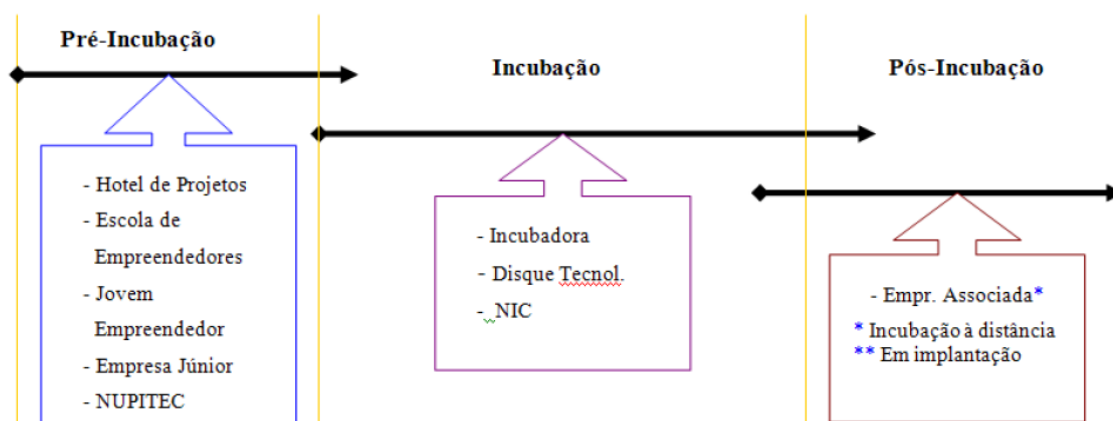 Pré-Incubação
- Hotel de Projetos
- Escola de
Empreendedores
- Jovem
Empreendedor
- Empresa Júnior
- NUPITEC
Incubação
- Incubadora
- Disque Tecnol.
- NIC
Pós-Incubação
- Empr. Associada*
* Incubação à distância
** Em implantação